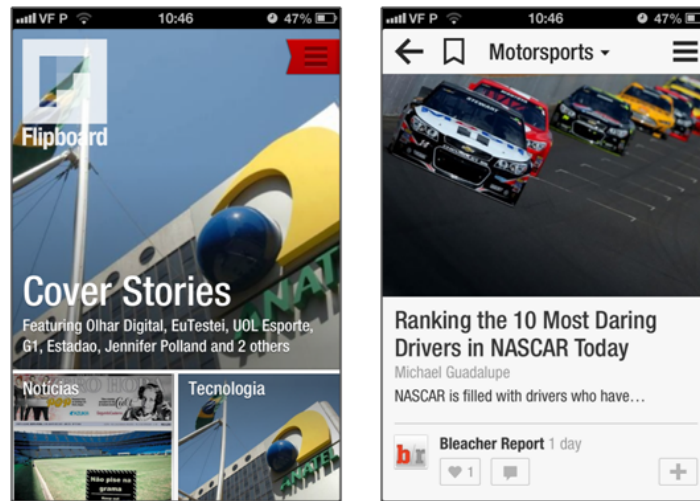 VF P 10:46 47%
Flipboard
ANATEL
Cover Stories
Featuring Olhar Digital, EuTestei, UOL Esporte,
G1, Estadao, Jennifer Polland and 2 others
Notícias
Tecnologia
Não pise na
grama
ANATEL
VF P 10:46 47%
Motorsports
Ranking the 10 Most Daring
Drivers in NASCAR Today
Michael Guadalupe
NASCAR is filled with drivers who have…
br
Bleacher Report 1 day
1